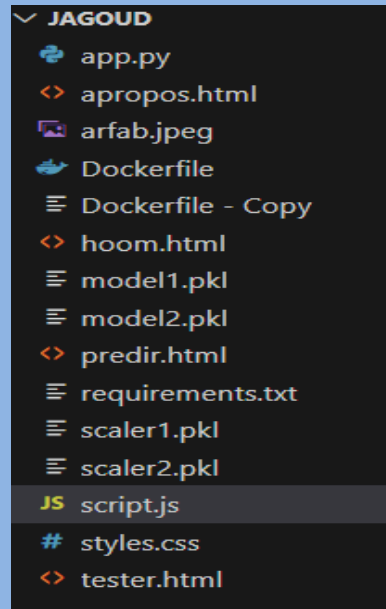 JAGOUD
app.py
apropos.html
arfab.jpeg
Dockerfile
Dockerfile - Copy
hoom.html
model1.pkl
model2.pkl
predir.html
requirements.txt
scaler1.pkl
scaler2.pkl
JS script.js
# styles.css
tester.html